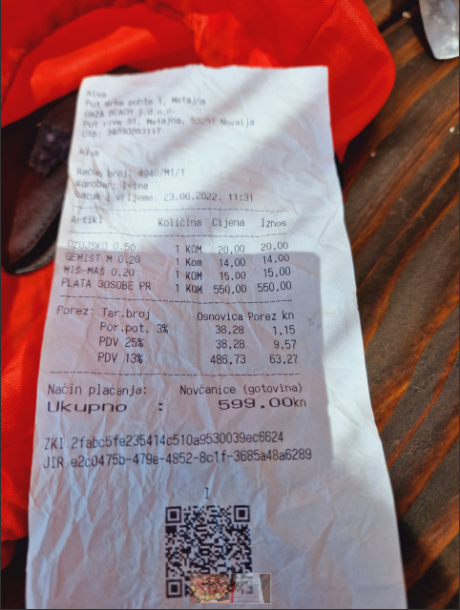 Riva
Put arke punte 1, Metajna
OAZA BEACH j.d.o.o.
Put rive 31, Metajna, 53291 Novalja
OIB:
Riva
Račun broj: 4040/M1/1
Konobar: Ivina
Datum i vrijeme: 23.06.2022. 11:31
Artikl Količina Cijena Iznos
OŽUJSKO 0.50 1 KOM 20,00 20,00
GEMIŠT M 0.20 1 Kom 14,00 14,00
MIŠ-MAŠ 0.20 1 KOM 15,00 15,00
PLATA 3OSOBE PR 1 KOM 550,00 550,00
Porez: Tar.broj Osnovica Porez kn
Por.pot. 3% 38,28 1,15
PDV 25% 38,28 9,57
PDV 13% 486,73 63,27
Način plaćanja: Novčanice (gotovina)
Ukupno : 599,00kn
ZKI 2fabc5fe235414c510a9530039ec6624
JIR e2c0475b-479e-4852-8c1f-3685a48a6289